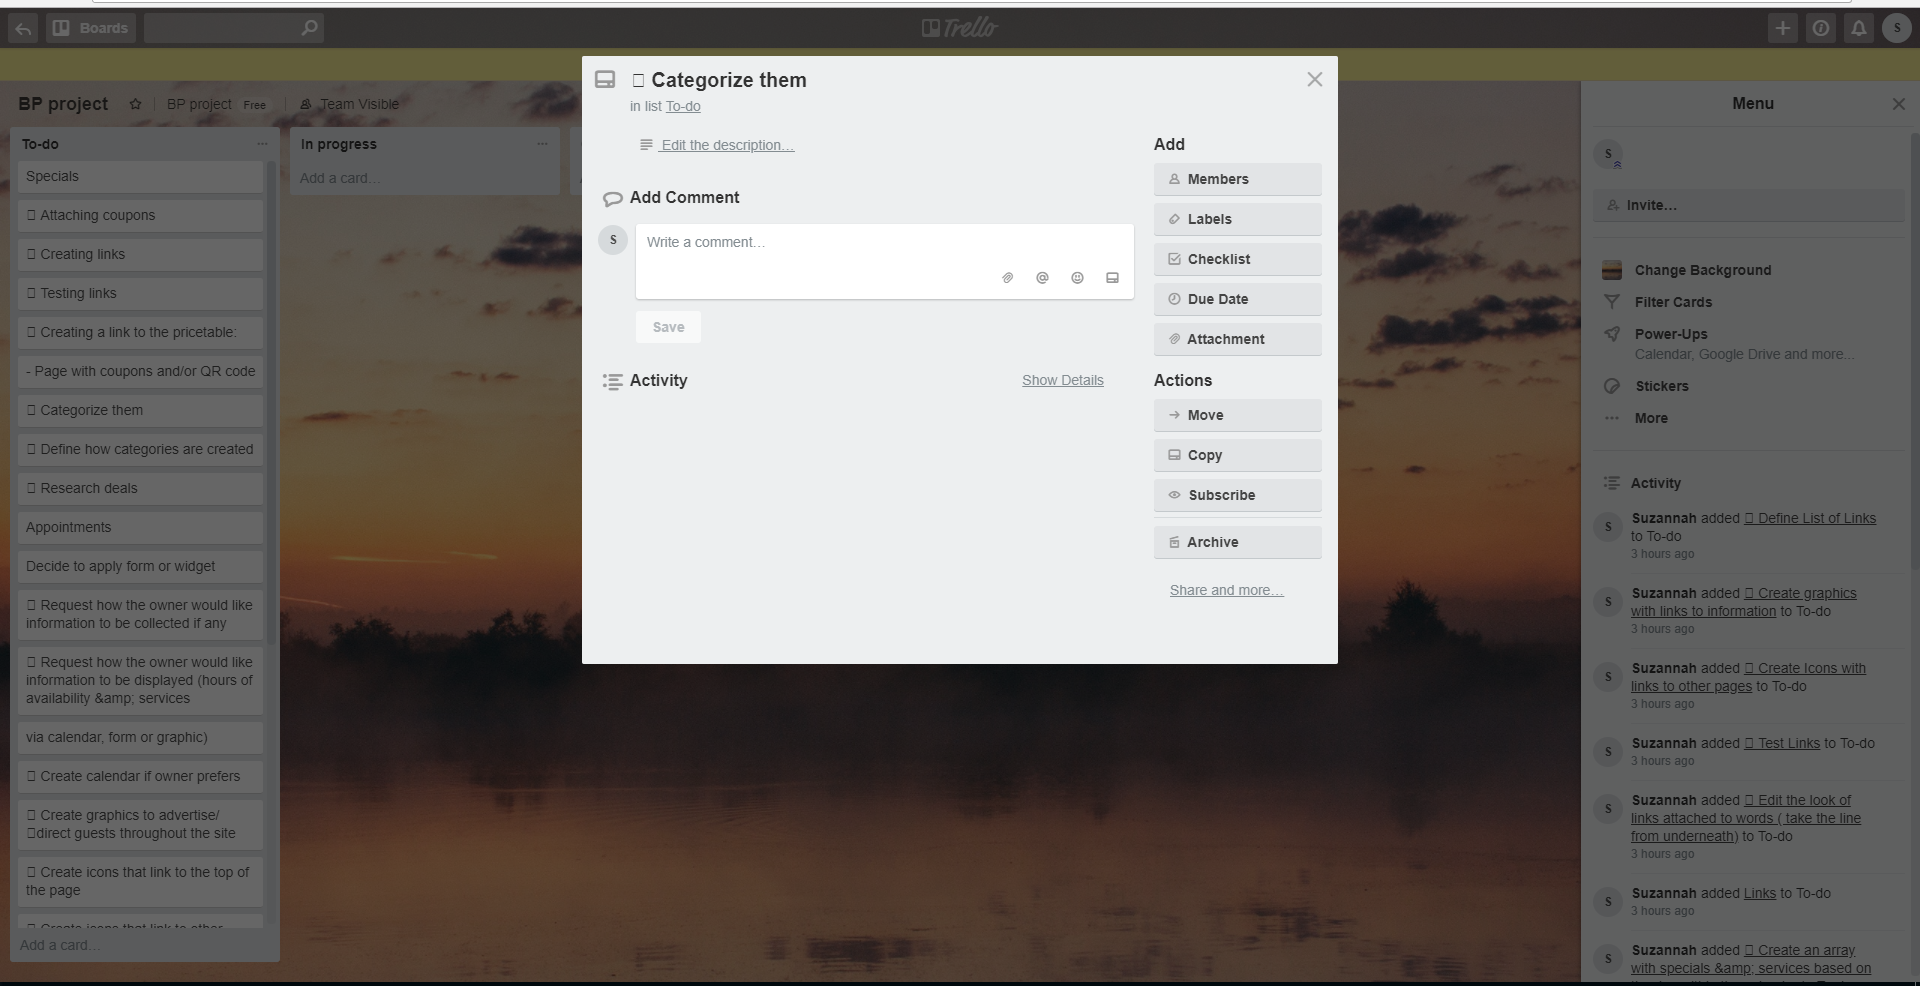 Boards
Trello
S
BP project
BP project Free
Team Visible
To-do
Specials
Attaching coupons
Creating links
Testing links
Creating a link to the pricetable:
- Page with coupons and/or QR code
Categorize them
Define how categories are created
Research deals
Appointments
Decide to apply form or widget
Request how the owner would like
information to be collected if any
Request how the owner would like
information to be displayed (hours of
availability &amp; services
via calendar, form or graphic)
Create calendar if owner prefers
Create graphics to advertise/
direct guests throughout the site
Create icons that link to the top of
the page
Create icons that link to other
Add a card…
In progress
Add a card…
Categorize them
in list To-do
Edit the description…
Add Comment
S
Write a comment…
Save
Activity
Show Details
Add
Members
Labels
Checklist
Due Date
Attachment
Actions
Move
Copy
Subscribe
Archive
Share and more…
Menu
S
Invite…
Change Background
Filter Cards
Power-Ups
Calendar, Google Drive and more...
Stickers
More
Activity
S
Suzannah added Define List of Links
to To-do
3 hours ago
S
Suzannah added Create graphics
with links to information to To-do
3 hours ago
S
Suzannah added Create Icons with
links to other pages to To-do
3 hours ago
S
Suzannah added Test Links to To-do
3 hours ago
S
Suzannah added Edit the look of
links attached to words ( take the line
from underneath) to To-do
3 hours ago
S
Suzannah added Links to To-do
3 hours ago
S
Suzannah added Create an array
with specials &amp; services based on